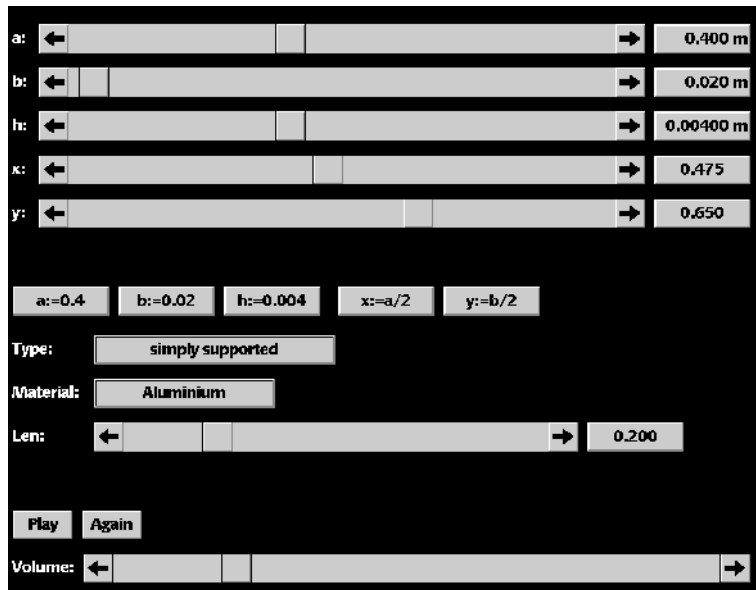 a: 0.400 m
b: 0.020 m
h: 0.00400 m
x: 0.475
y: 0.650
a:=0.4 b:=0.02 h:=0.004 x:=a/2 y:=b/2
Type: simply supported
Material: Aluminium
Len: 0.200
Play Again
Volume: